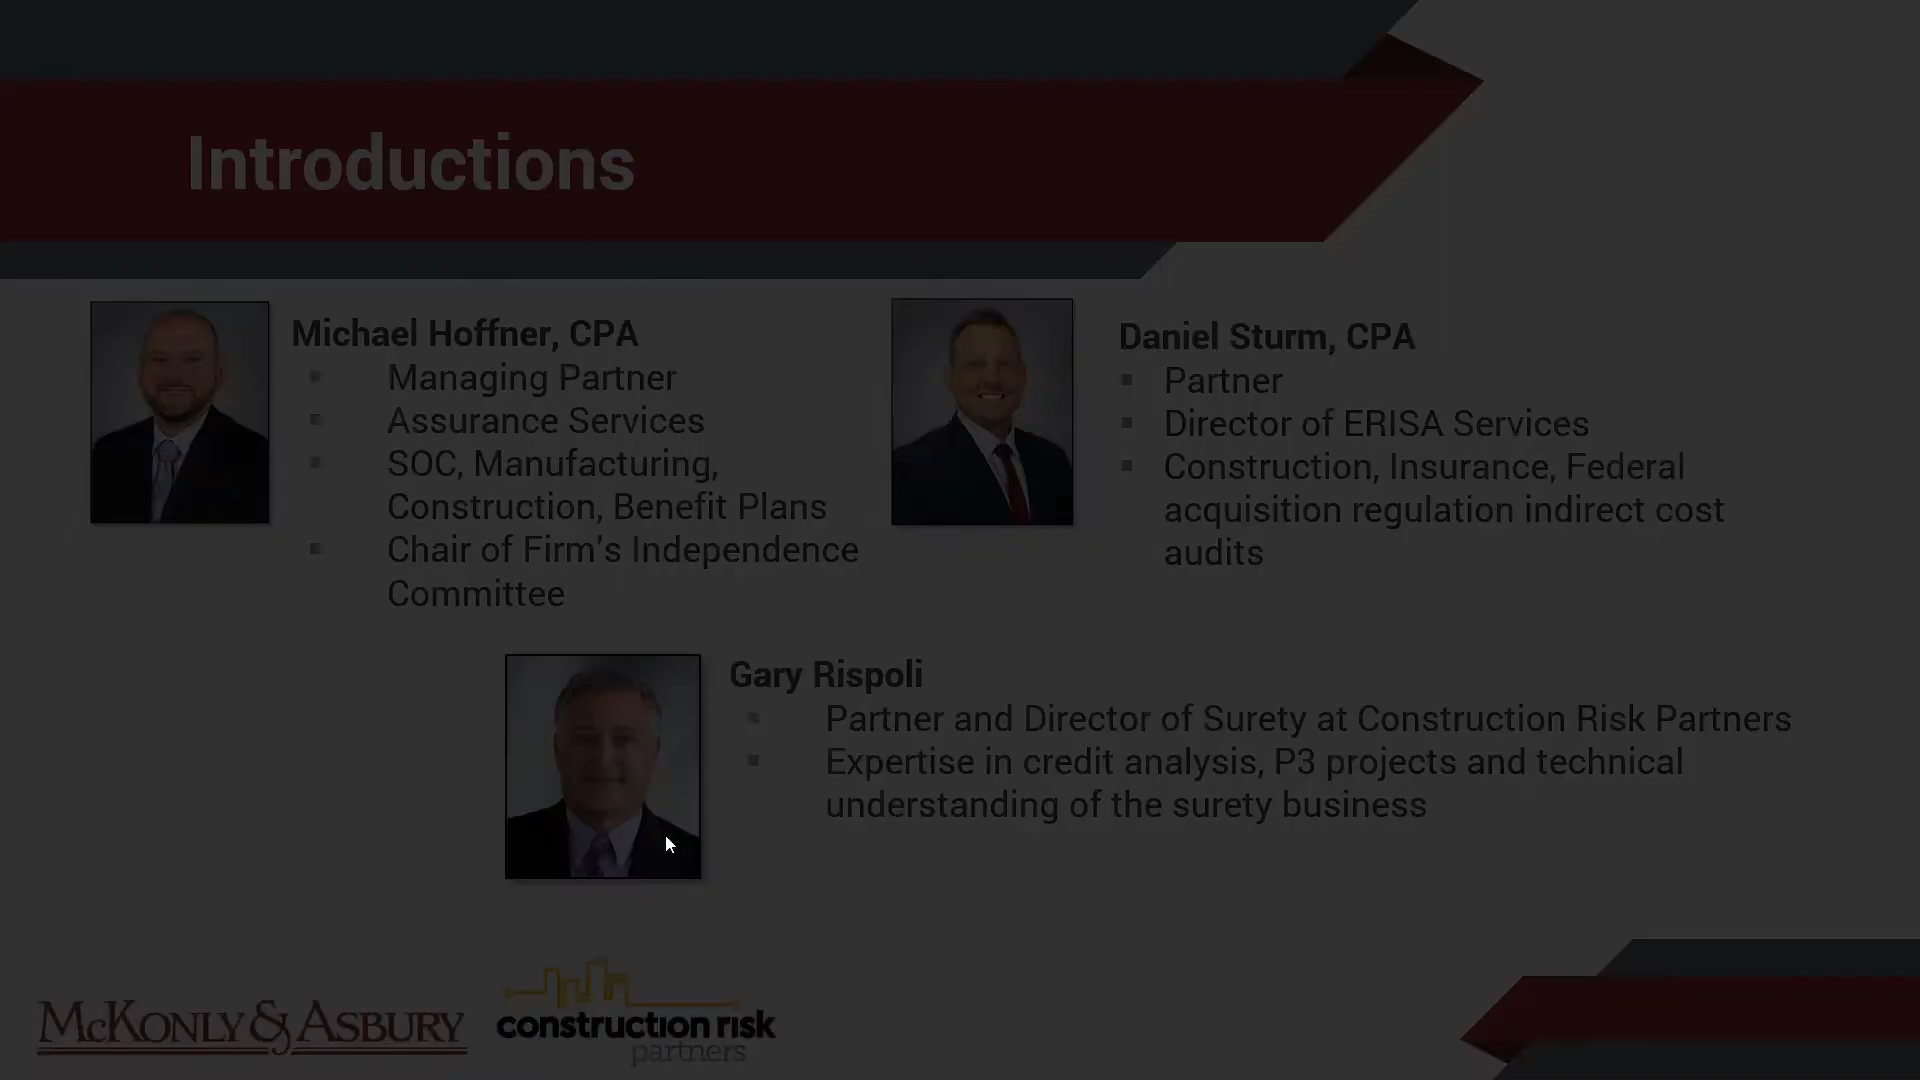 Introductions
Michael Hoffner, CPA
Managing Partner
Assurance Services
SOC, Manufacturing,
Construction, Benefit Plans
Chair of Firm's Independence
Committee
Daniel Sturm, CPA
Partner
Director of ERISA Services
Construction, Insurance, Federal
acquisition regulation indirect cost
audits
Gary Rispoli
Partner and Director of Surety at Construction Risk Partners
Expertise in credit analysis, P3 projects and technical
understanding of the surety business
McKonly & Asbury
construction risk
partners